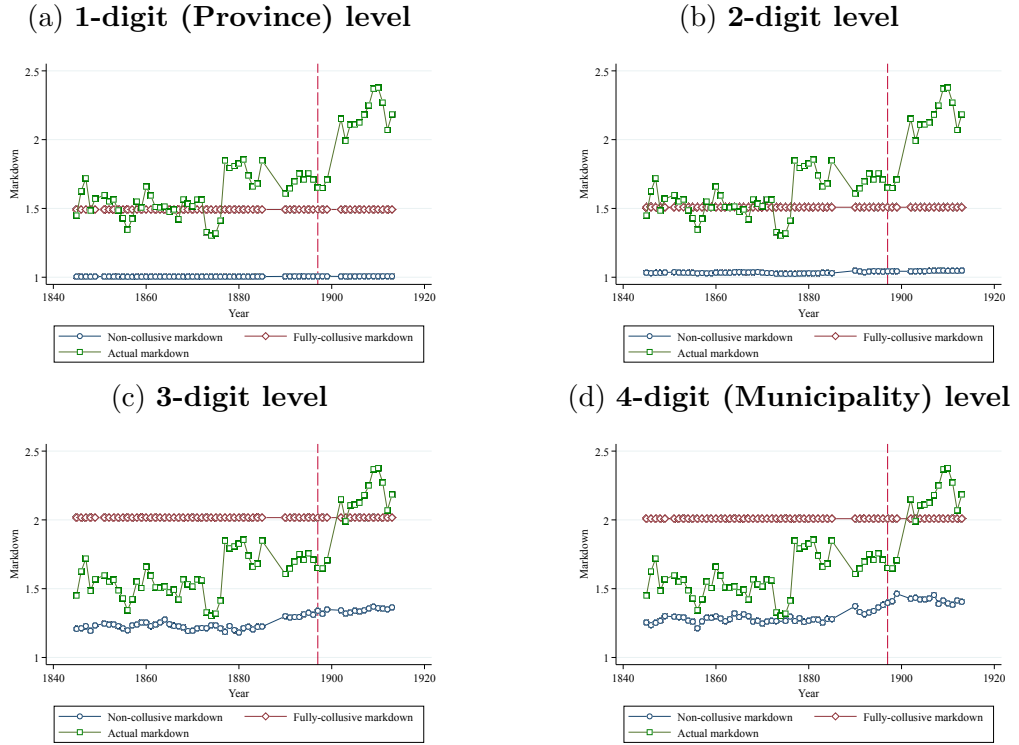 (a) 1-digit (Province) level
2.5
2
1.5
1
Markdown
1840 1860 1880 1900 1920
Year
Non-collusive markdown Fully-collusive markdown
Actual markdown
(b) 2-digit level
2.5
2
1.5
1
Markdown
1840 1860 1880 1900 1920
Year
Non-collusive markdown Fully-collusive markdown
Actual markdown
(c) 3-digit level
2.5
2
1.5
1
Markdown
1840 1860 1880 1900 1920
Year
Non-collusive markdown Fully-collusive markdown
Actual markdown
(d) 4-digit (Municipality) level
2.5
2
1.5
1
Markdown
1840 1860 1880 1900 1920
Year
Non-collusive markdown Fully-collusive markdown
Actual markdown